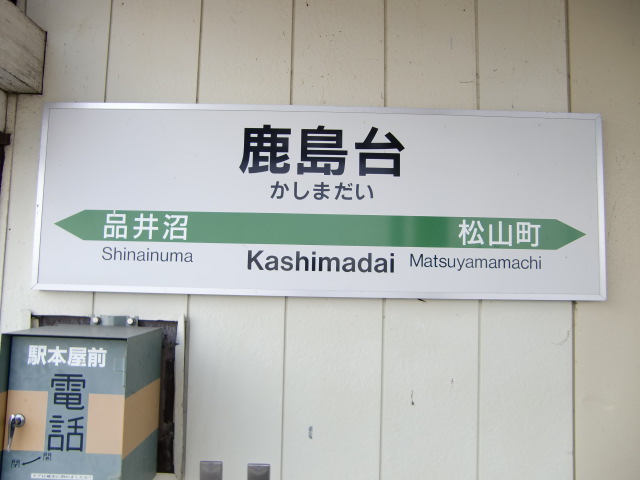 鹿島台
かしまだい
品井沼 松山町
Shinainuma Kashimadai Matsuyamamachi
駅本屋前
電話